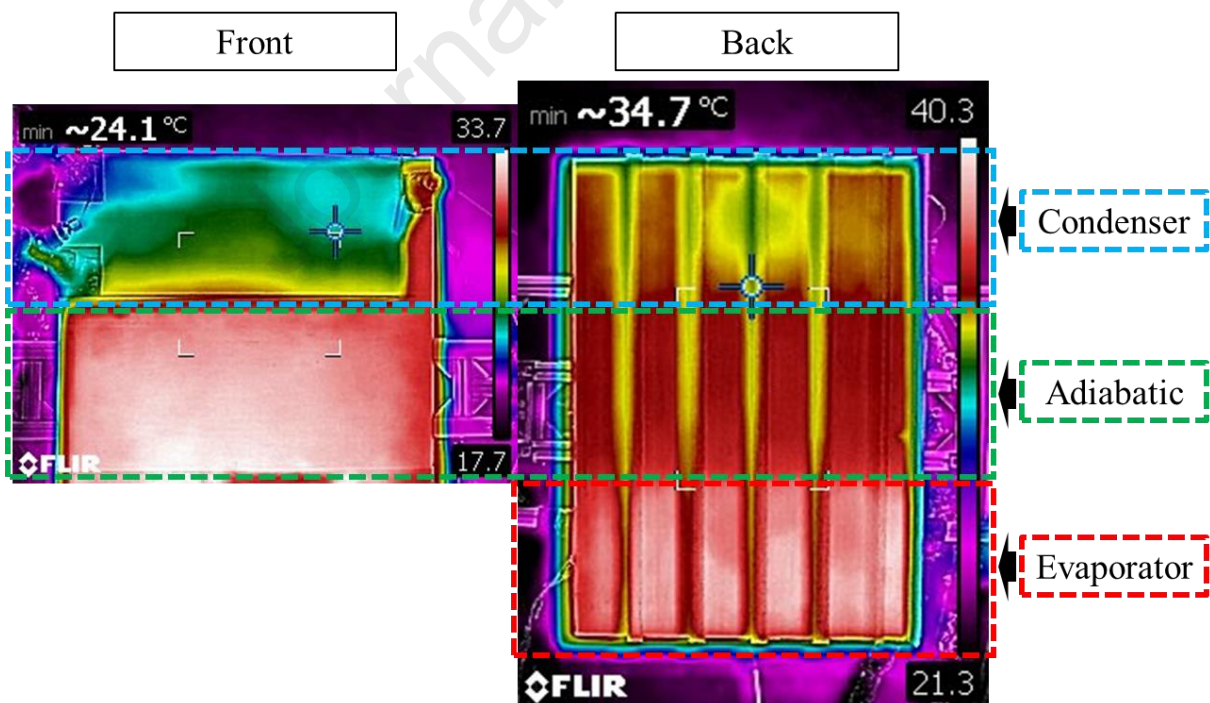 Front
Back
min ~24.1 °C
33.7
17.7
FLIR
min ~34.7 °C
40.3
21.3
FLIR
Condenser
Adiabatic
Evaporator